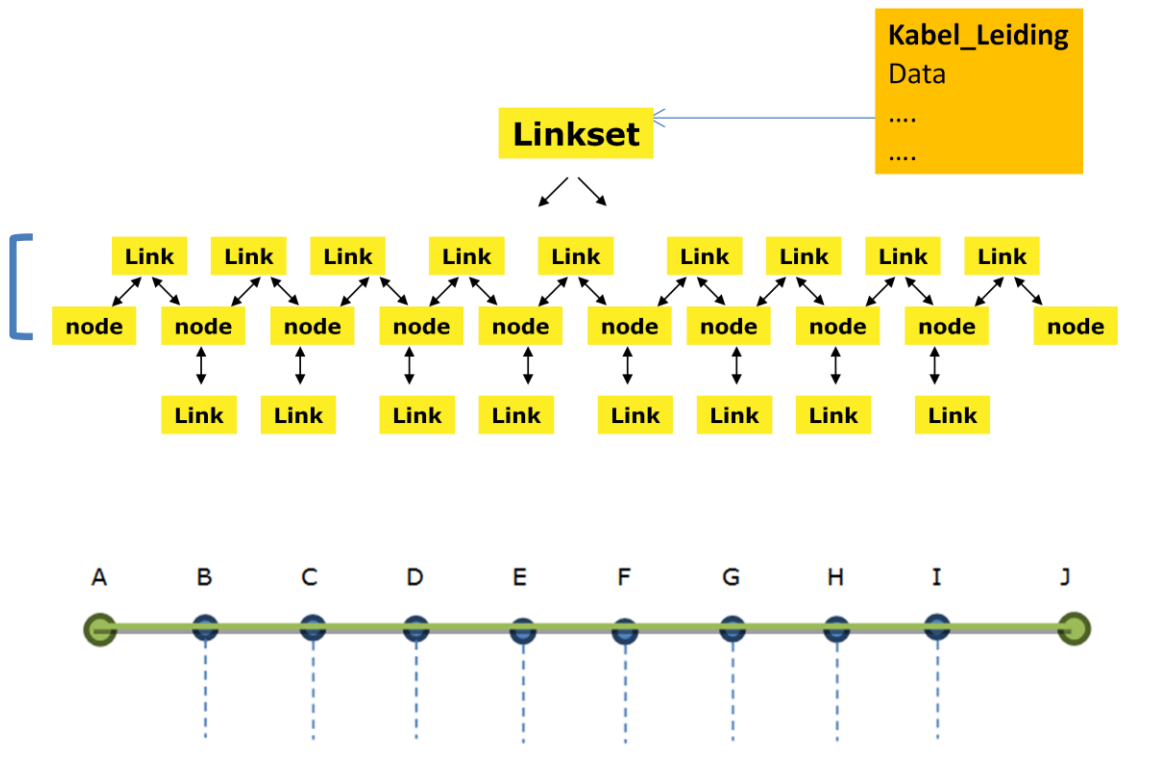 Kabel_Leiding
Data
....
....
Linkset
Link Link Link Link Link Link Link Link Link
node node node node node node node node node node
Link Link Link Link Link Link Link Link
A B C D E F G H I J